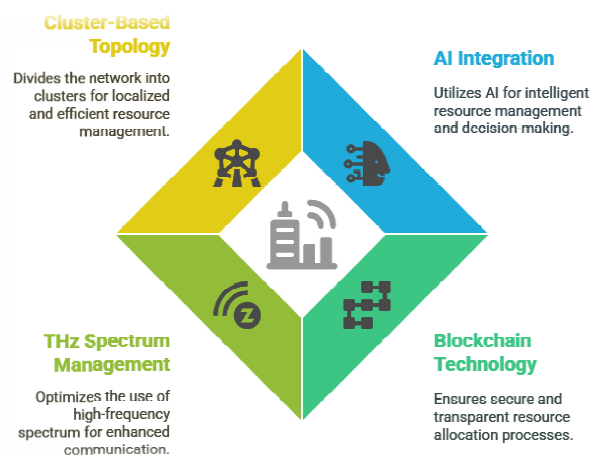 Cluster-Based
Topology
Divides the network into
clusters for localized
and efficient resource
management.
AI Integration
Utilizes AI for intelligent
resource management
and decision-making.
THz Spectrum
Management
Optimizes the use of
high-frequency
spectrum for enhanced
communication.
Blockchain
Technology
Ensures secure and
transparent resource
allocation processes.
Z